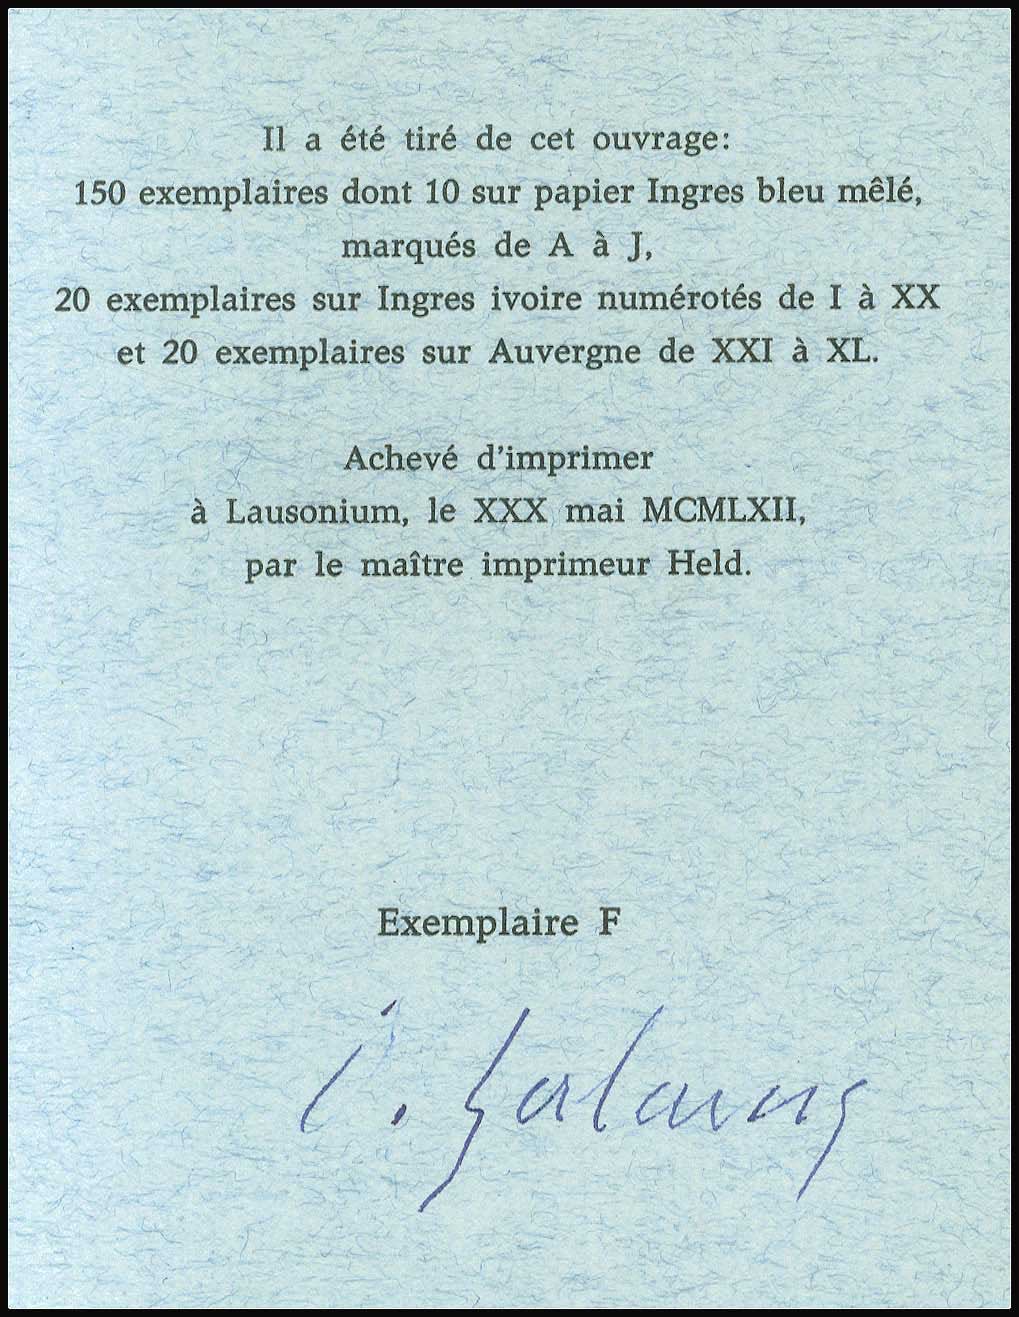 Il a été tiré de cet ouvrage:
150 exemplaires dont 10 sur papier Ingres bleu mêlé,
marqués de A à J,
20 exemplaires sur Ingres ivoire numérotés de I à XX
et 20 exemplaires sur Auvergne de XXI à XL.
Achevé d'imprimer
à Lausonium, le XXX mai MCMLXII,
par le maître imprimeur Held.
Exemplaire F